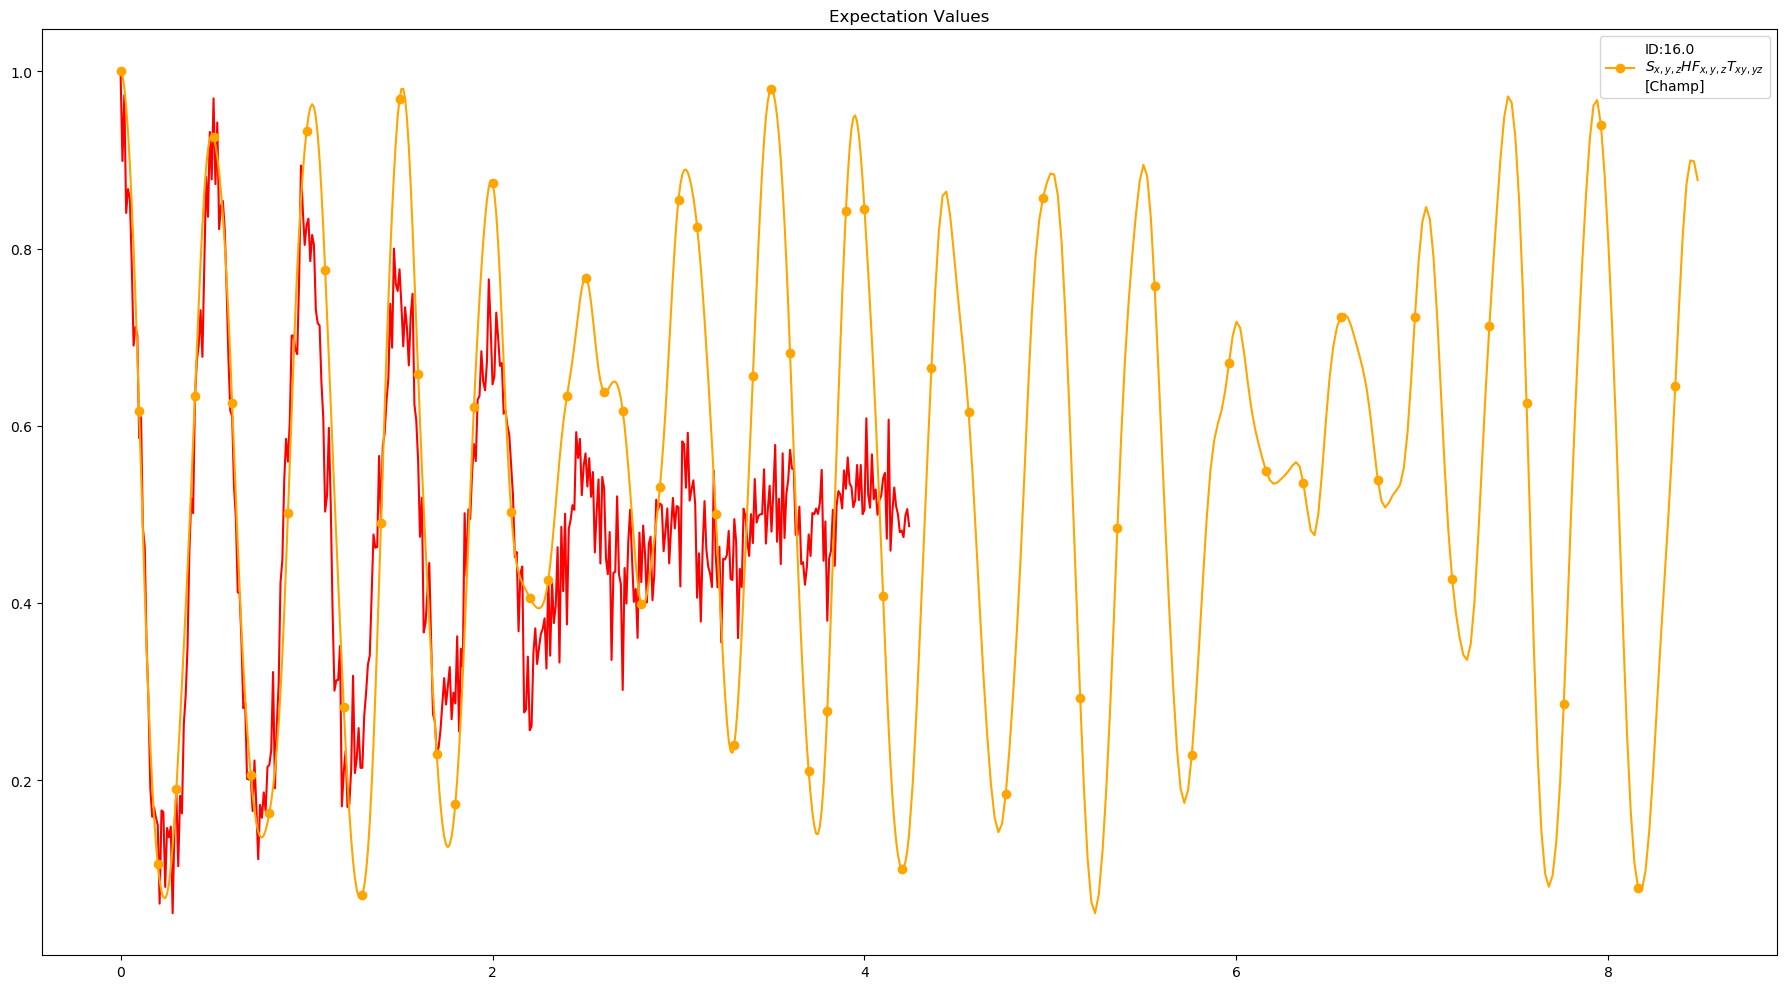 Expectation Values
ID:16.0
$S_{x,y,z}HF_{x,y,z}T_{xy,yz}$
[Champ]
1.0
0.8
0.6
0.4
0.2
0 2 4 6 8